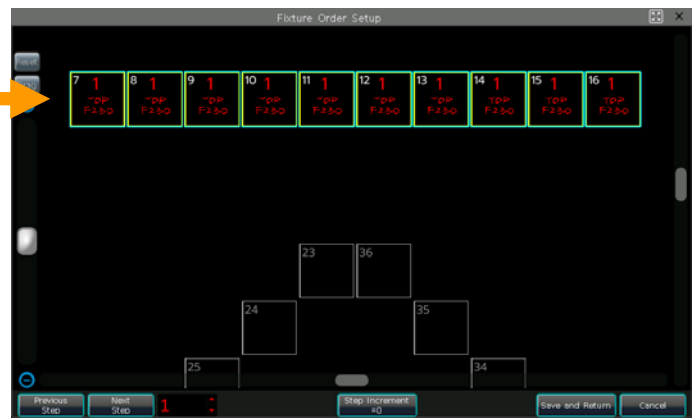 Fixture Order Setup
Reset
7 1 8 1 9 1 10 1 11 1 12 1 13 1 14 1 15 1 16 1
TOP TOP TOP TOP TOP TOP TOP TOP TOP TOP
F250 F250 F250 F250 F250 F250 F250 F250 F250 F250
23 36
24 35
25 34
Previous Step
Next Step
1
Step Increment =0
Save and Return
Cancel